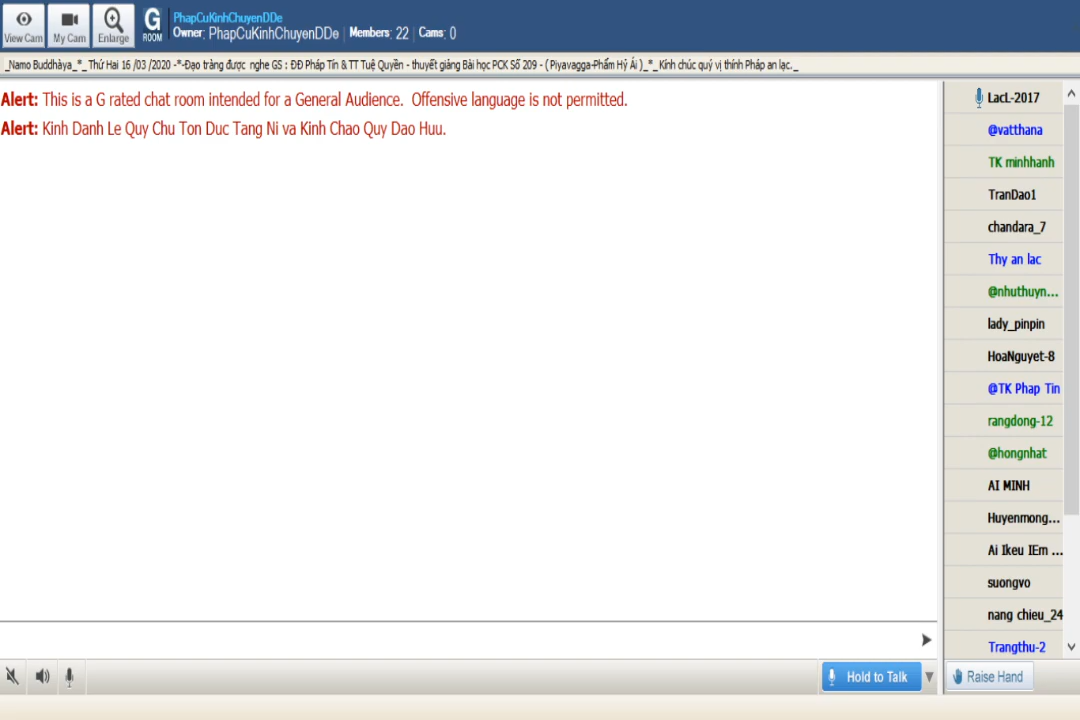 View Cam
My Cam
Enlarge
G
ROOM
PhapCuKinhChuyenDDe
Owner: PhapCuKinhChuyenDDe Members: 22 Cams: 0
_Namo Buddhàya_*_ Thứ Hai 16 /03 /2020 -*-Đạo tràng được nghe GS : ĐĐ Pháp Tín & TT Tuệ Quyền - thuyết giảng Bài học PCK Số 209 - ( Piyavagga-Phẩm Hỷ Ái )_*_ Kính chúc quý vị thính Pháp an lạc._
Alert: This is a G rated chat room intended for a General Audience. Offensive language is not permitted.
Alert: Kinh Danh Le Quy Chu Ton Duc Tang Ni va Kinh Chao Quy Dao Huu.
LacL-2017
@vatthana
TK minhhanh
TranDao1
chandara_7
Thy an lac
@nhuthuyn...
lady_pinpin
HoaNguyet-8
@TK Phap Tin
rangdong-12
@hongnhat
AI MINH
Huyenmong...
Ai Ikeu IEm ...
suongvo
nang chieu_24
Trangthu-2
Hold to Talk
Raise Hand